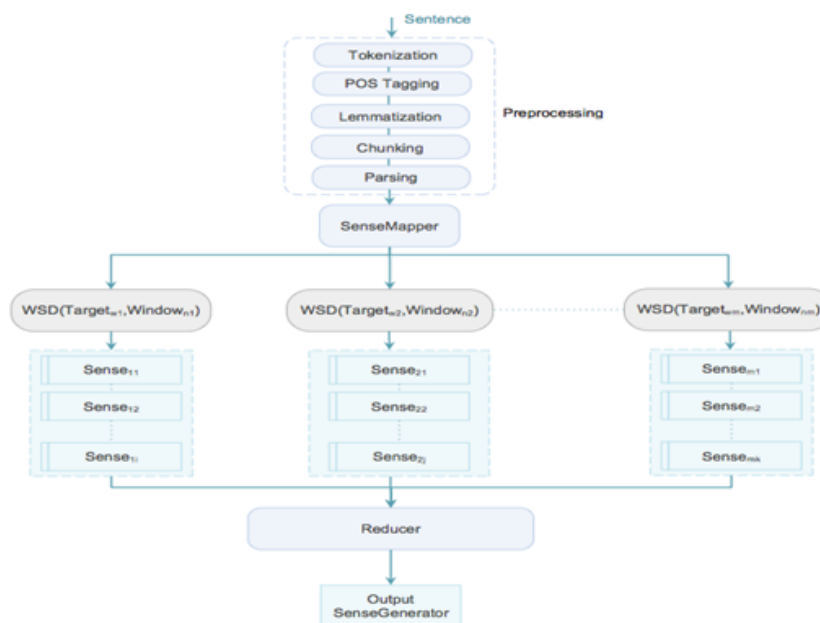 Sentence
Tokenization
POS Tagging
Lemmatization
Chunking
Parsing
Preprocessing
SenseMapper
WSD(Targetw1,Windown1)
WSD(Targetw2,Windown2)
WSD(Targetwm,Windownm)
Sense11
Sense12
Sense1i
Sense21
Sense22
Sense2j
Sensem1
Sensem2
Sensemk
Reducer
Output
SenseGenerator